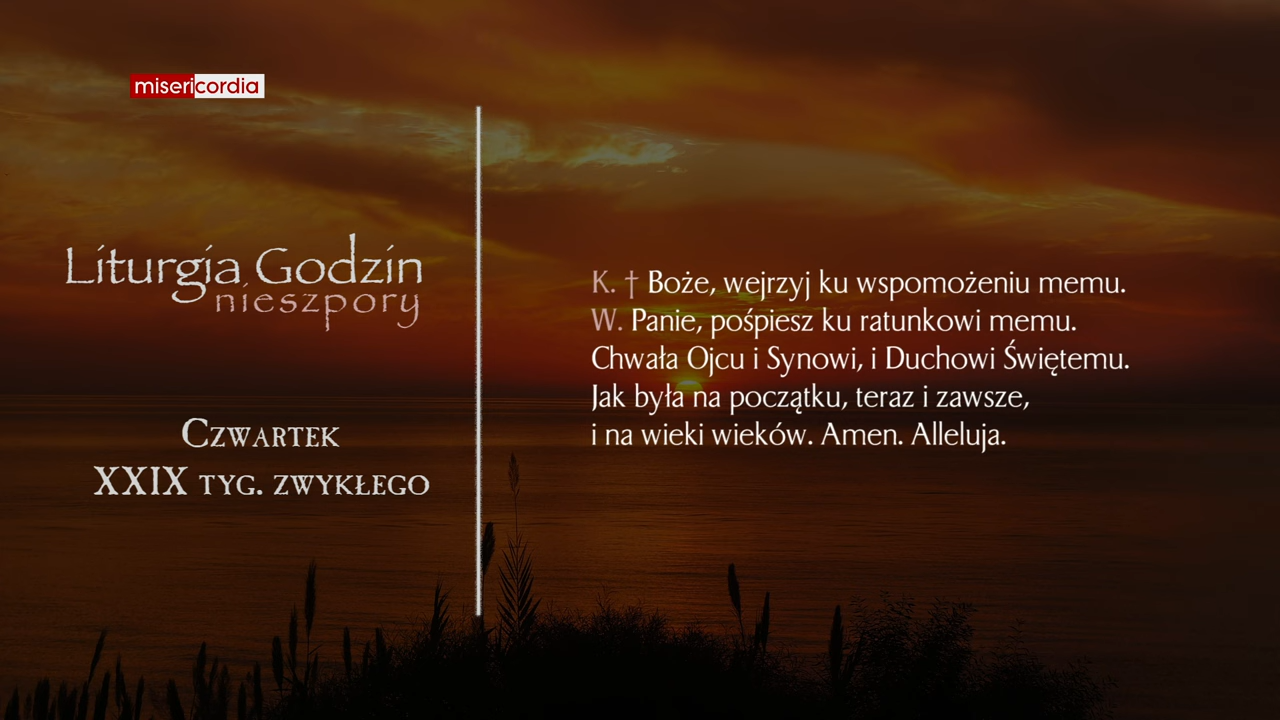 misericordia
Liturgia Godzin
nieszpory
Czwartek
XXIX tyg. zwykłego
K. † Boże, wejrzyj ku wspomożeniu memu.
W. Panie, pośpiesz ku ratunkowi memu.
Chwała Ojcu i Synowi, i Duchowi Świętemu.
Jak była na początku, teraz i zawsze,
i na wieki wieków. Amen. Alleluja.